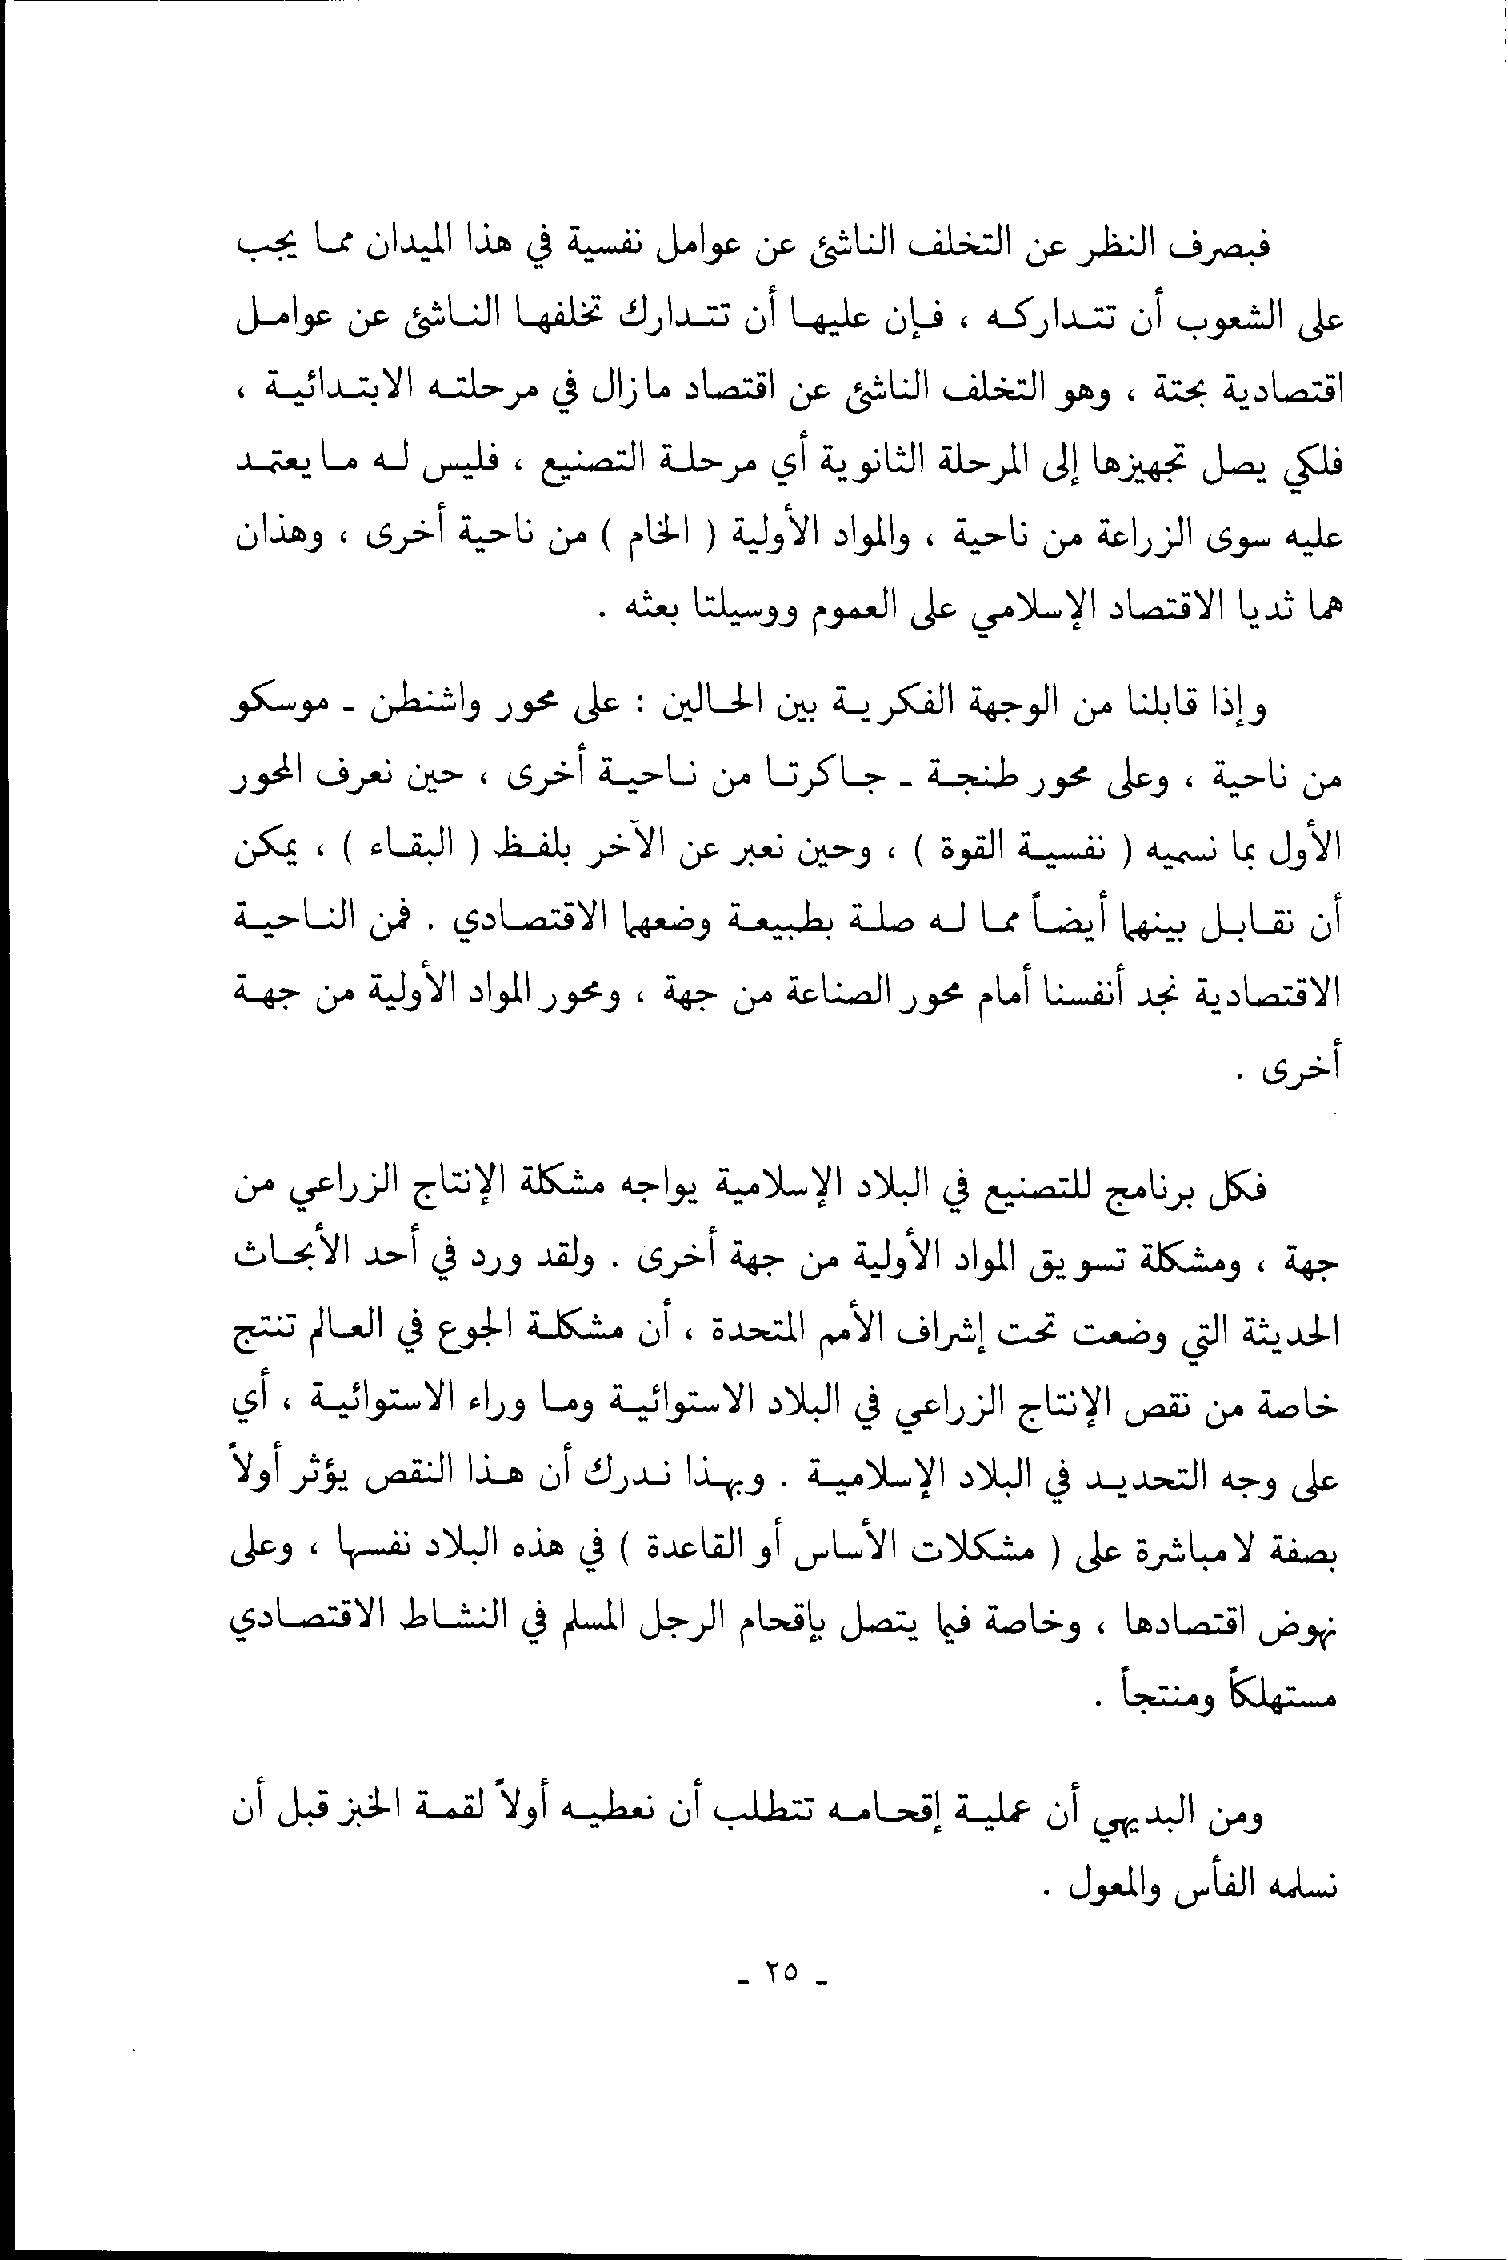 فبصرف النظر عن التخلف الناشئ عن عوامل نفسية في هذا الميدان مما يجب
على الشعوب أن تتداركه ، فإن عليها أن تتدارك تخلفها الناشئ عن عوامل
اقتصادية بحتة ، وهو التخلف الناشئ عن اقتصاد مازال في مرحلته الابتدائية ،
فلكي يصل تجهيزها إلى المرحلة الثانوية أي مرحلة التصنيع ، فليس له مايعتمد
عليه سوى الزراعة من ناحية ، والمواد الأولية ( الخام ) من ناحية أخرى ، وهذان
هما ثديا الاقتصاد الإسلامي على العموم ووسيلتا بعثه .
وإذا قابلنا من الوجهة الفكرية بين الحالين : على محور واشنطن - موسكو
من ناحية ، وعلى محور طنجة - جاكرتا من ناحية أخرى ، حين نعرف المحور
الأول بما نسميه ( نفسية القوة ) ، وحين نعبر عن الآخر بلفظ ( البقاء ) ، يمكن
أن نقابل بينهما أيضاً مما له صلة بطبيعة وضعهما الاقتصادي . فمن الناحية
الاقتصادية نجد أنفسنا أمام محور الصناعة من جهة ، ومحور المواد الأولية من جهة
أخرى .
فكل برنامج للتصنيع في البلاد الإسلامية يواجه مشكلة الإنتاج الزراعي من
جهة ، ومشكلة تسويق المواد الأولية من جهة أخرى . ولقد ورد في أحد الأبحاث
الحديثة التي وضعت تحت إشراف الأمم المتحدة ، أن مشكلة الجوع في العالم تنتج
خاصة من نقص الإنتاج الزراعي في البلاد الاستوائية وما وراء الاستوائية ، أي
على وجه التحديد في البلاد الإسلامية . وبهذا ندرك أن هذا النقص يؤثر أولاً
بصفة لامباشرة على ( مشكلات الأساس أو القاعدة ) في هذه البلاد نفسها ، وعلى
نهوض اقتصادها ، وخاصة فيما يتصل بإقحام الرجل المسلم في النشاط الاقتصادي
مستهلكاً ومنتجاً .
ومن البديهي أن عملية إقحامه تتطلب أن نعطيه أولاً لقمة الخبز قبل أن
نسلمه الفأس والمعول .
- ٢٥ -